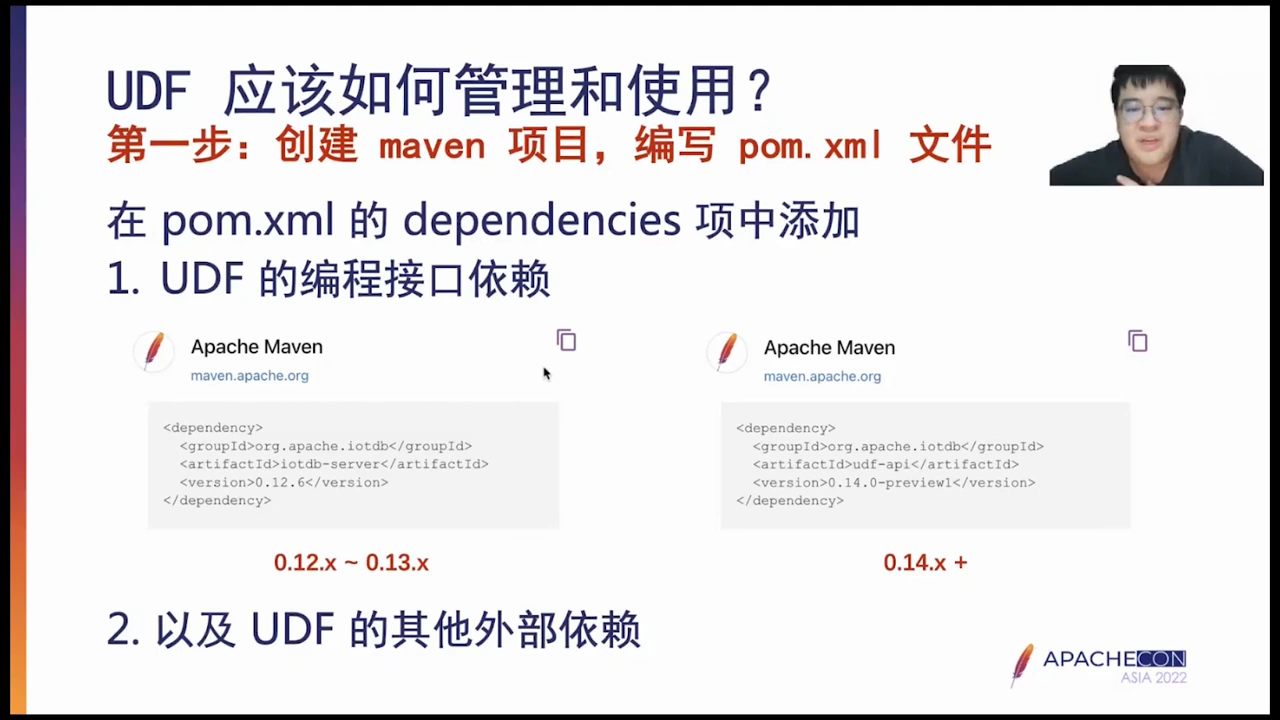 UDF 应该如何管理和使用？
第一步：创建 maven 项目，编写 pom.xml 文件
在 pom.xml 的 dependencies 项中添加
1. UDF 的编程接口依赖
Apache Maven
maven.apache.org
<dependency>
<groupId>org.apache.iotdb</groupId>
<artifactId>iotdb-server</artifactId>
<version>0.12.6</version>
</dependency>
0.12.x ~ 0.13.x
Apache Maven
maven.apache.org
<dependency>
<groupId>org.apache.iotdb</groupId>
<artifactId>udf-api</artifactId>
<version>0.14.0-preview1</version>
</dependency>
0.14.x +
2. 以及 UDF 的其他外部依赖
APACHECON
ASIA 2022